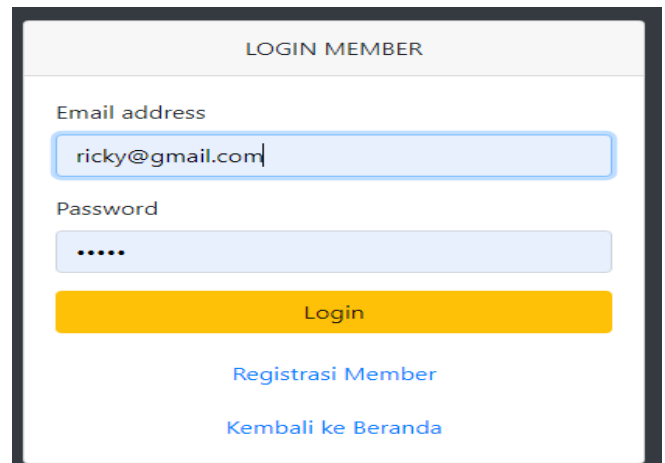 LOGIN MEMBER
Email address
ricky@gmail.com
Password
•••••
Login
Registrasi Member
Kembali ke Beranda